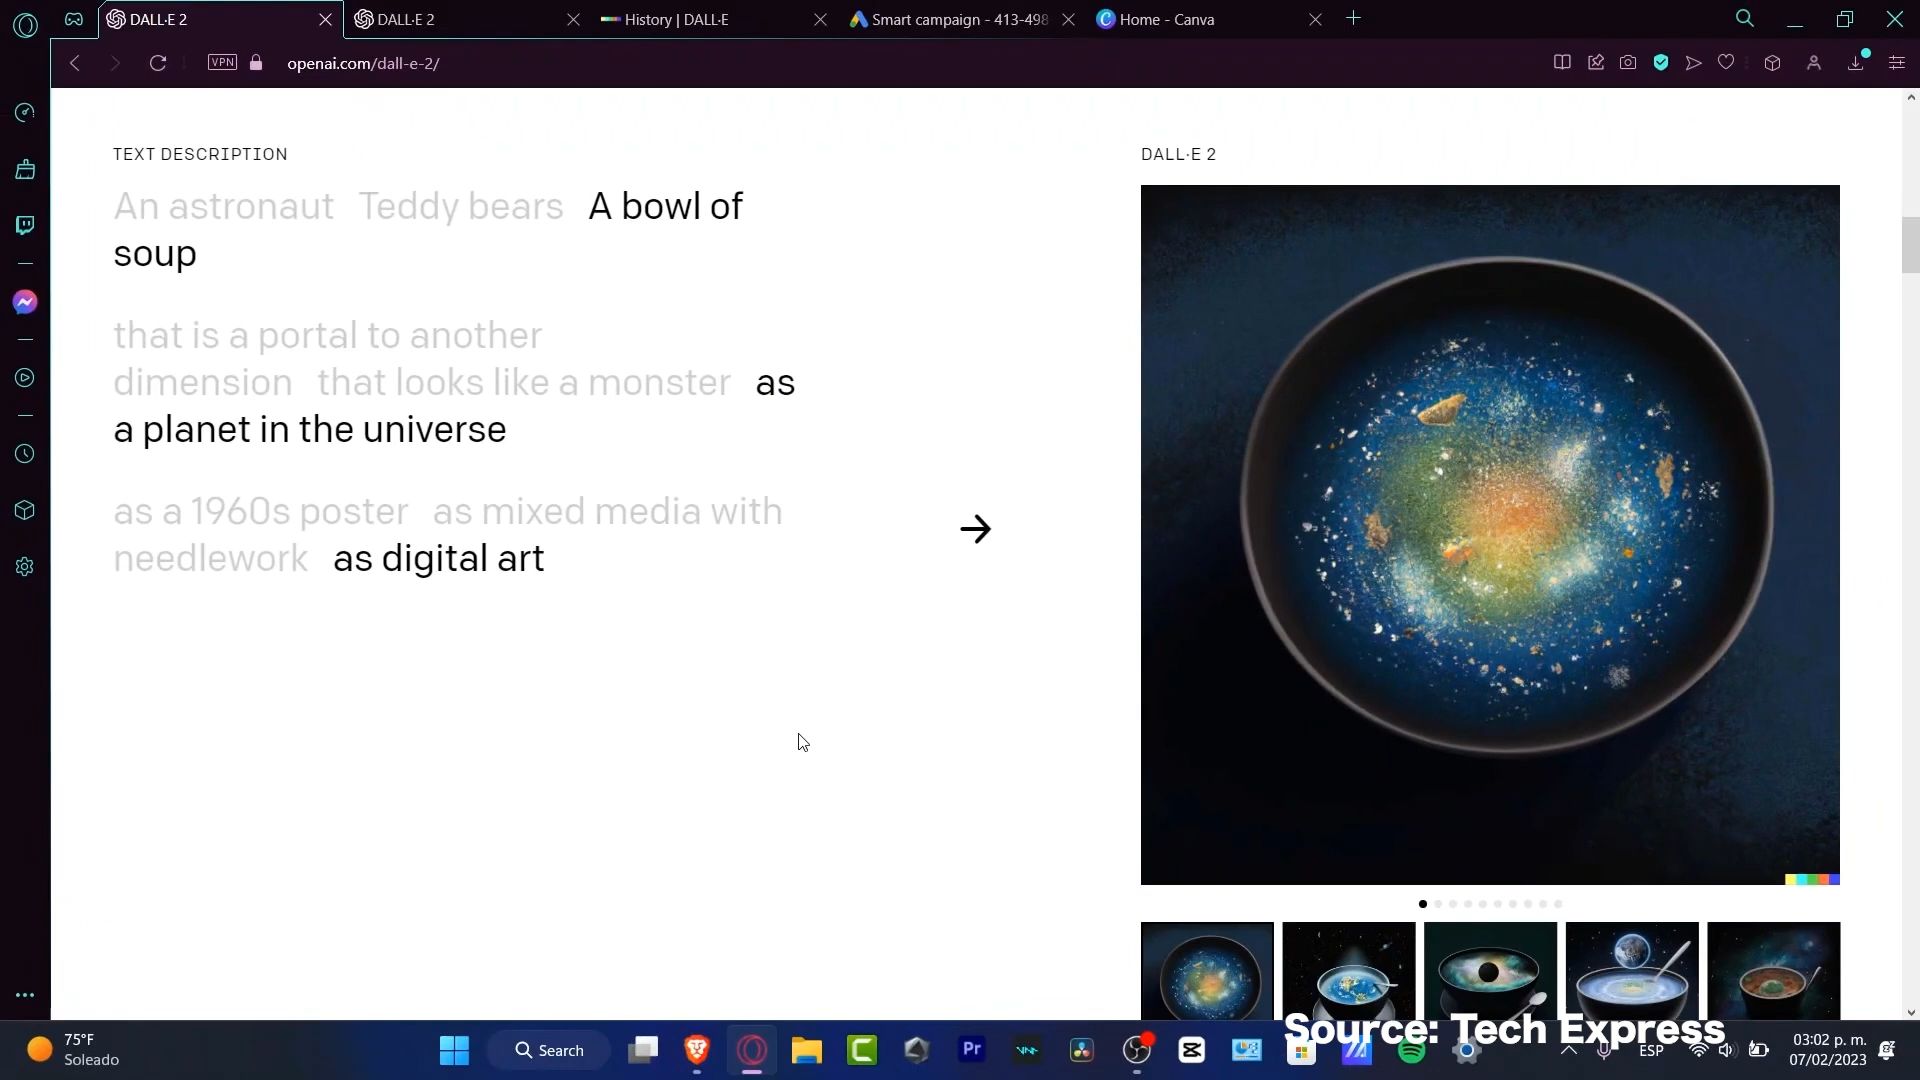 DALL·E 2
DALL·E 2
History | DALL·E
Smart campaign - 413-498
Home - Canva
VPN
openai.com/dall-e-2/
TEXT DESCRIPTION
An astronaut Teddy bears A bowl of
soup
that is a portal to another
dimension that looks like a monster as
a planet in the universe
as a 1960s poster as mixed media with
needlework as digital art
DALL·E 2
Source: Tech Express
75°F
Soleado
Search
Pr
ESP
03:02 p. m.
07/02/2023